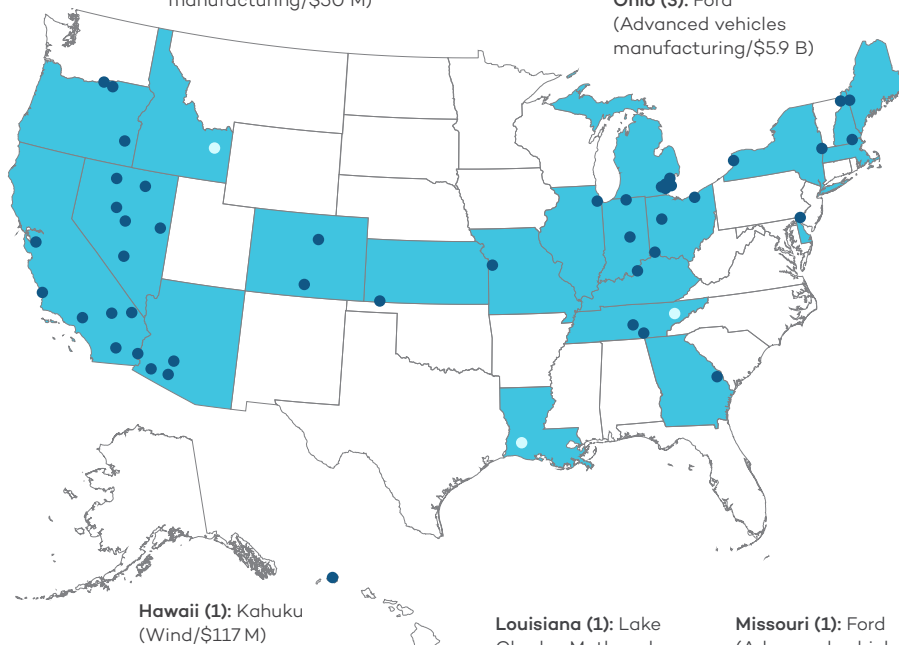 manufacturing/$50 M)
Ohio (3): Ford
(Advanced vehicles
manufacturing/$5.9 B)
Hawaii (1): Kahuku
(Wind/$117 M)
Louisiana (1): Lake
Missouri (1): Ford